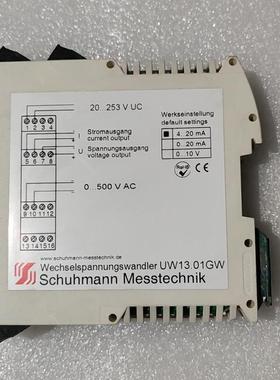 20...253 V UC
1 2 3 4
Stromausgang
I current output
5 6 7 8
U Spannungsausgang
voltage output
Werkseinstellung
default settings
4..20 mA
0..20 mA
0..10 V
0...500 V AC
9 10 11 12
13 14 15 16
www.schuhmann-messtechnik.de
Wechselspannungswandler UW13.01GW
Schuhmann Messtechnik